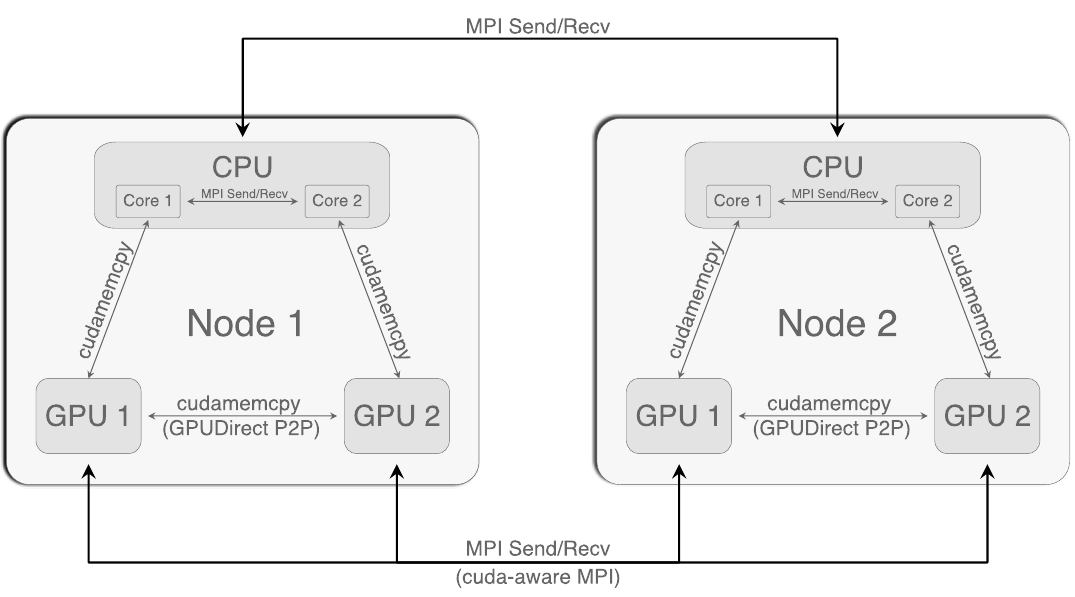 MPI Send/Recv
CPU
Core 1
MPI Send/Recv
Core 2
cudamemcpy
cudamemcpy
Node 1
GPU 1
cudamemcpy
(GPUDirect P2P)
GPU 2
CPU
Core 1
MPI Send/Recv
Core 2
cudamemcpy
cudamemcpy
Node 2
GPU 1
cudamemcpy
(GPUDirect P2P)
GPU 2
MPI Send/Recv
(cuda-aware MPI)